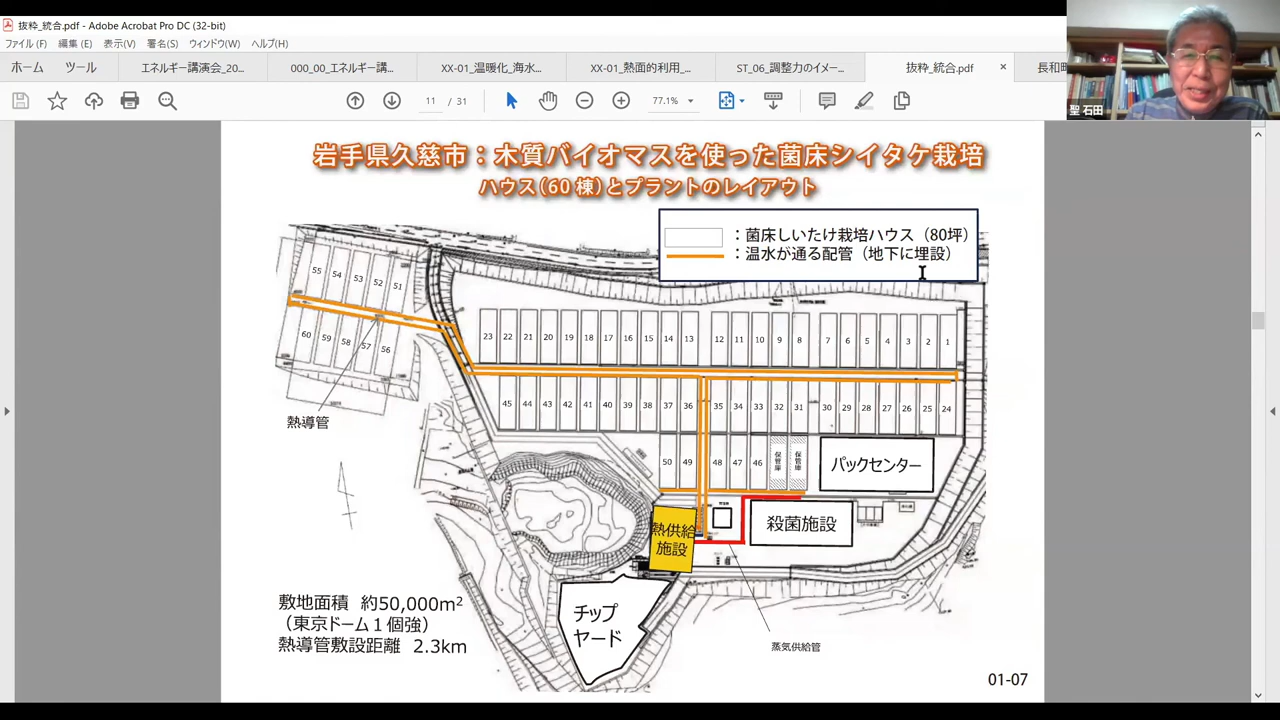 抜粋_統合.pdf - Adobe Acrobat Pro DC (32-bit)
ファイル(F) 編集(E) 表示(V) 署名(S) ウィンドウ(W) ヘルプ(H)
ホーム ツール エネルギー講演会_20... 000_00_エネルギー講... XX-01_温暖化_海水... XX-01_熱面的利用_... ST_06_調整力のイメー... 抜粋_統合.pdf × 長和町
11 / 31 77.1%
聖 石田
岩手県久慈市：木質バイオマスを使った菌床シイタケ栽培
ハウス（60棟）とプラントのレイアウト
：菌床しいたけ栽培ハウス（80坪）
：温水が通る配管（地下に埋設）
55 54 53 52 51
60 59 58 57 56
23 22 21 20 19 18 17 16 15 14 13 12 11 10 9 8 7 6 5 4 3 2 1
45 44 43 42 41 40 39 38 37 36 35 34 33 32 31 30 29 28 27 26 25 24
熱導管
50 49 48 47 46 保管庫 保管庫
パックセンター
熱供給
施設
殺菌施設
チップ
ヤード
蒸気供給管
敷地面積 約50,000m²
（東京ドーム１個強）
熱導管敷設距離 2.3km
01-07